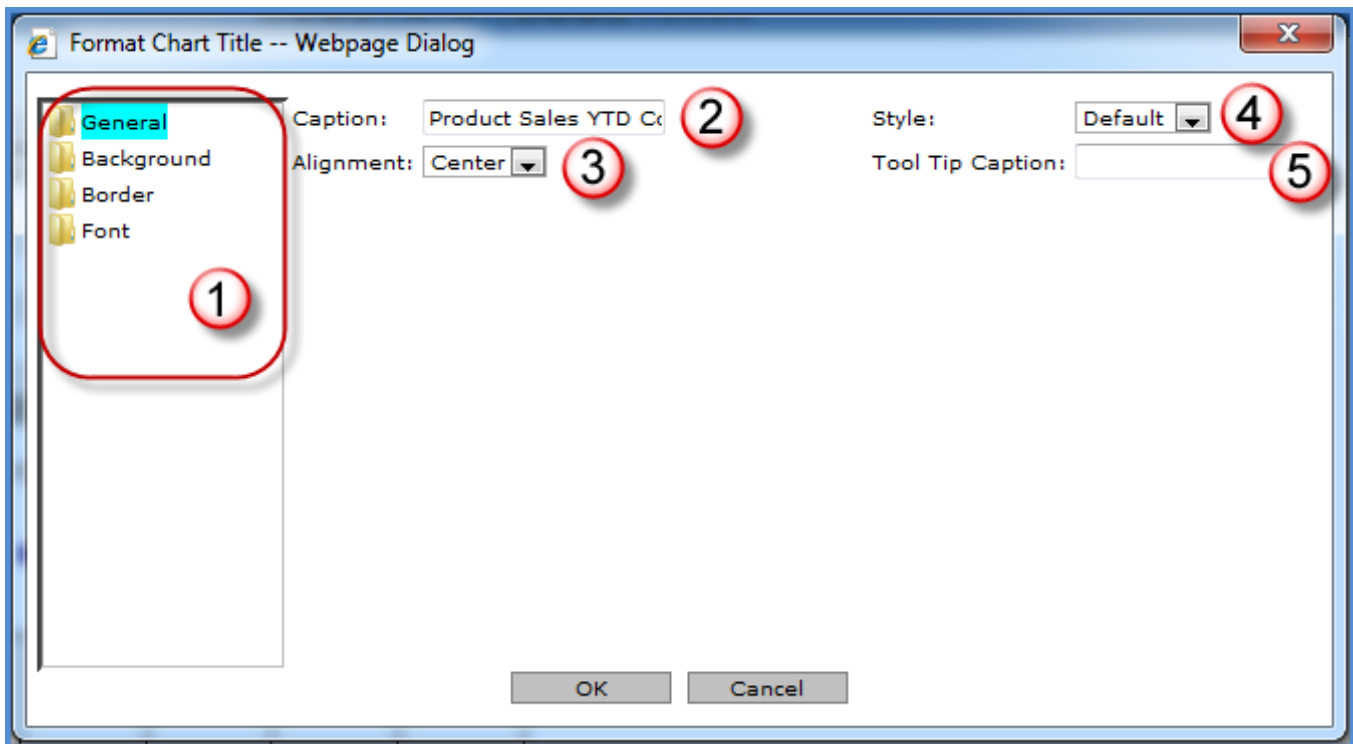 Format Chart Title -- Webpage Dialog
x
General
Background
Border
Font
1
Caption: Product Sales YTD 2
Alignment: Center 3
Style: Default 4
Tool Tip Caption: 5
OK Cancel